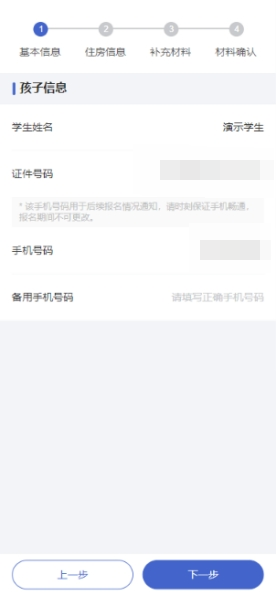 1
2
3
4
基本信息
住房信息
补充材料
材料确认
孩子信息
学生姓名 演示学生
证件号码
* 该手机号码用于后续报名情况通知，请时刻保证手机畅通，
报名期间不可更改。
手机号码
备用手机号码 请填写正确手机号码
上一步
下一步